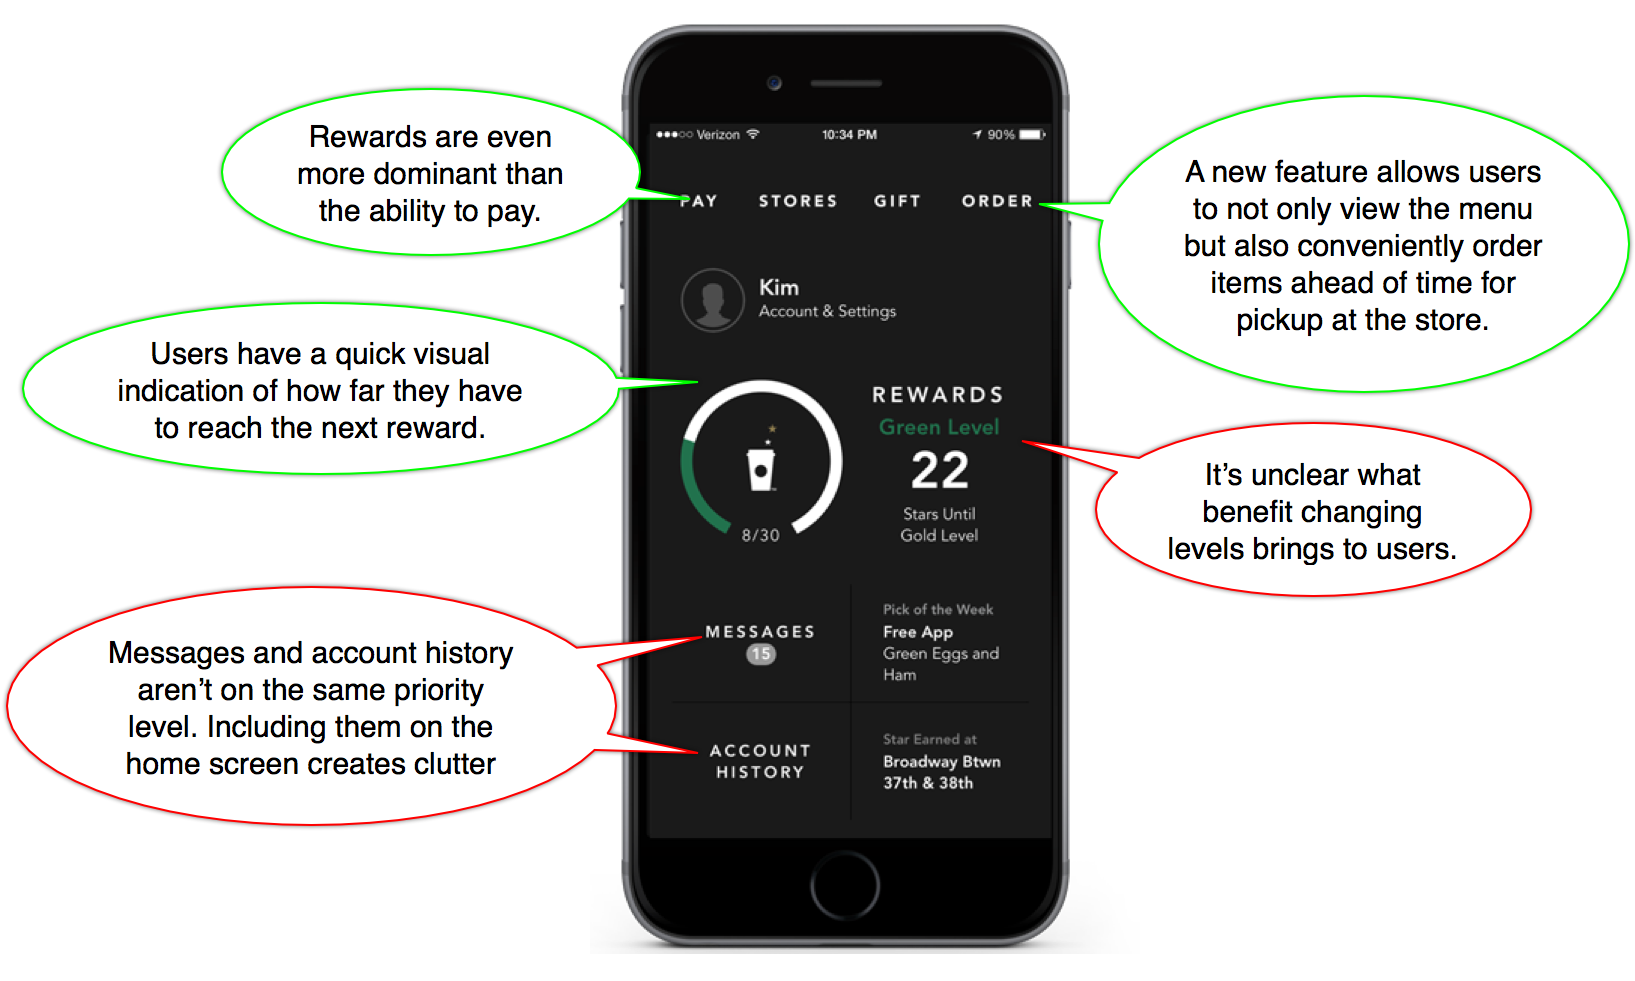 Rewards are even
more dominant than
the ability to pay.
Verizon
10:34 PM
90%
PAY
STORES
GIFT
ORDER
A new feature allows users
to not only view the menu
but also conveniently order
items ahead of time for
pickup at the store.
Kim
Account & Settings
Users have a quick visual
indication of how far they have
to reach the next reward.
8/30
REWARDS
Green Level
22
Stars Until
Gold Level
It’s unclear what
benefit changing
levels brings to users.
Messages and account history
aren’t on the same priority
level. Including them on the
home screen creates clutter
MESSAGES
15
Pick of the Week
Free App
Green Eggs and
Ham
ACCOUNT
HISTORY
Star Earned at
Broadway Btwn
37th & 38th